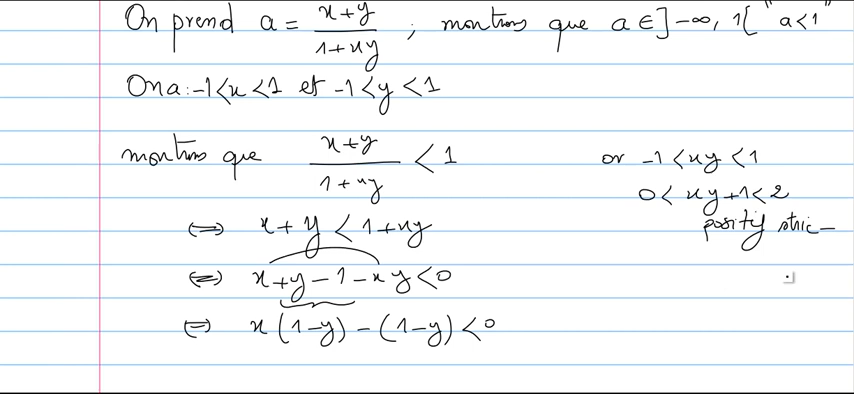 On prend a = x+y / 1+xy ; montrons que a ∈ ]-∞, 1[ "a<1"
On a : -1<x<1 et -1<y<1
montrons que x+y / 1+xy < 1
or -1<xy<1
0<xy+1<2
positif stric-
⇔ x+y<1+xy
⇔ x+y-1-xy<0
⇔ x(1-y)-(1-y)<0